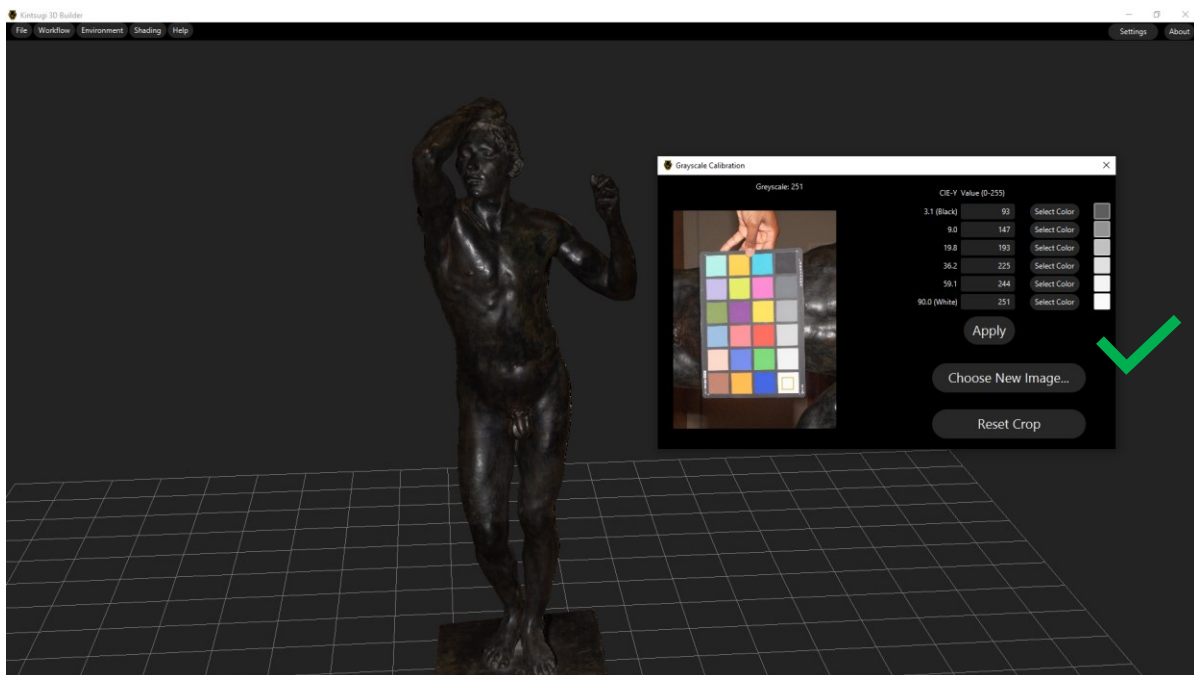 Kintsugi 3D Builder
File Workflow Environment Shading Help Settings About
Grayscale Calibration
Greyscale: 251
CIE-Y Value (0-255)
3.1 (Black) 93 Select Color
9.0 147 Select Color
19.8 193 Select Color
36.2 225 Select Color
59.1 244 Select Color
90.0 (White) 251 Select Color
Apply
Choose New Image...
Reset Crop